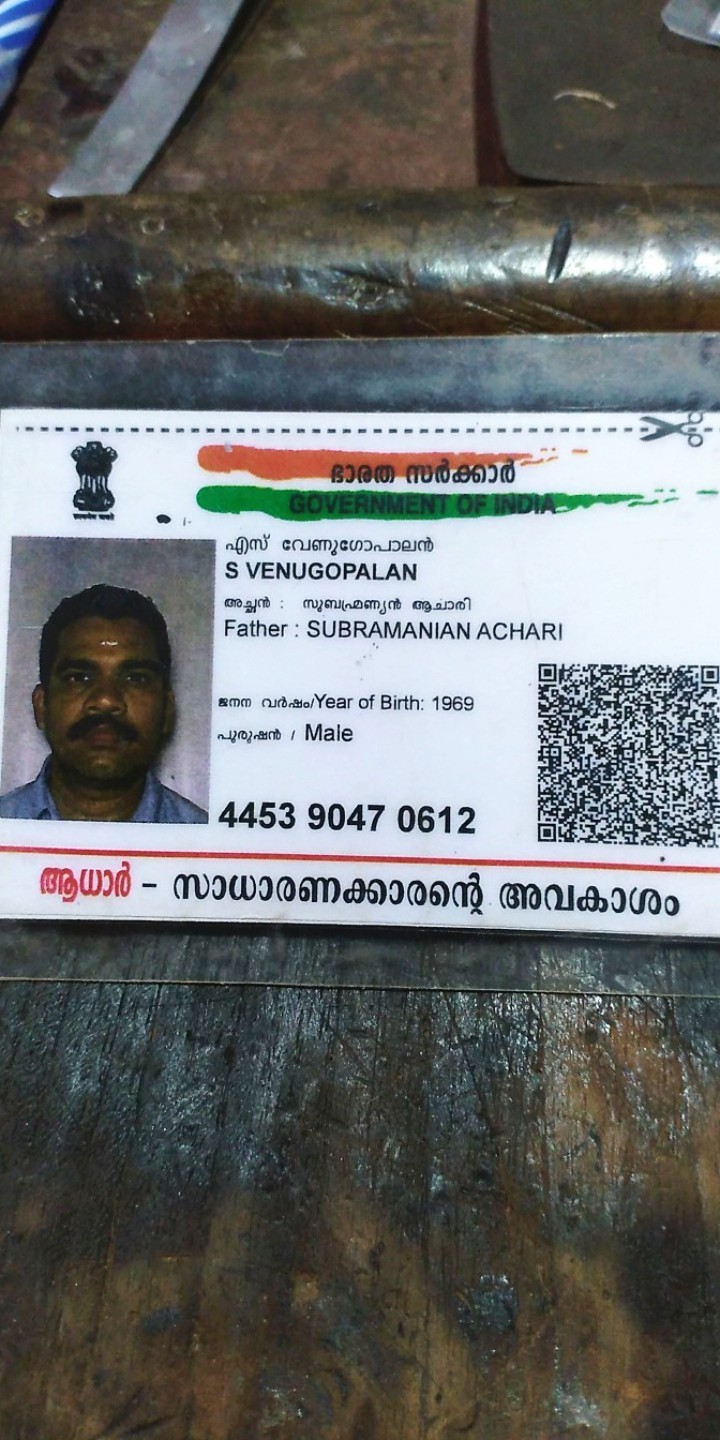 ഭാരത സർക്കാർ
GOVERNMENT OF INDIA
എസ് വേണുഗോപാലൻ
S VENUGOPALAN
അച്ഛൻ : സുബഹ്മണ്യൻ ആചാരി
Father : SUBRAMANIAN ACHARI
ജനന വർഷം/Year of Birth: 1969
പുരുഷൻ / Male
4453 9047 0612
ആധാർ - സാധാരണക്കാരന്റെ അവകാശം